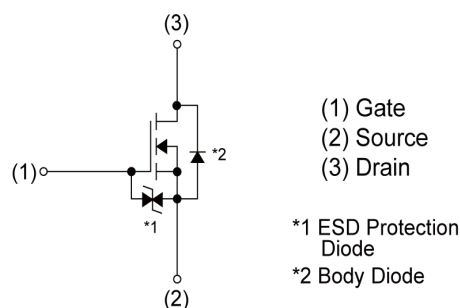 (3)
(1)
*2
*1
(2)
(1) Gate
(2) Source
(3) Drain
*1 ESD Protection
Diode
*2 Body Diode